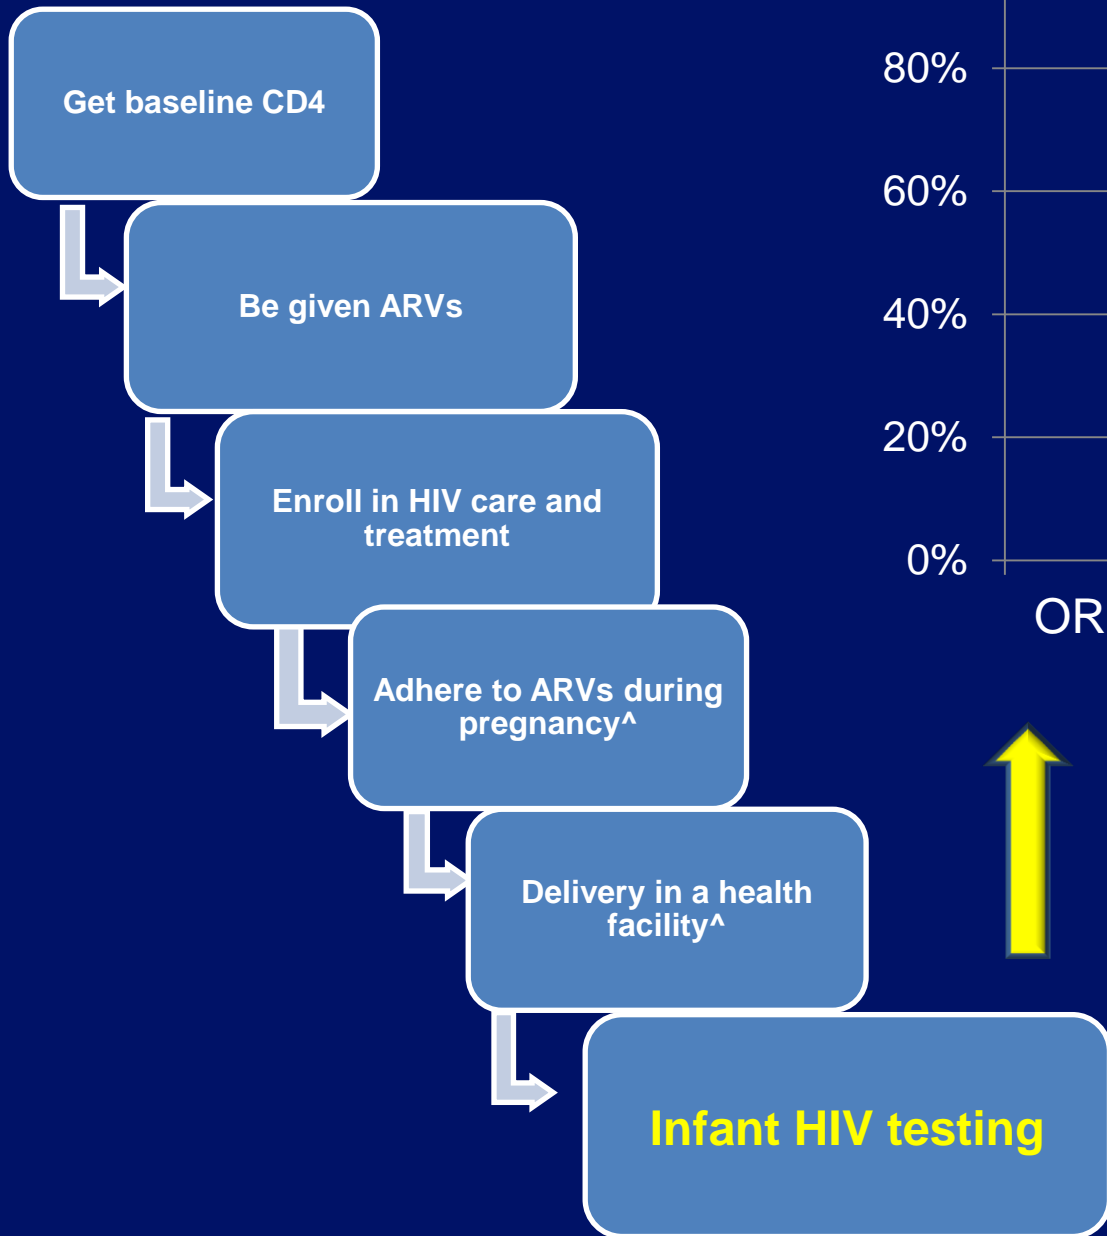 Get baseline CD4
Be given ARVs
Enroll in HIV care and
treatment
Adhere to ARVs during
pregnancy^
Delivery in a health
facility^
Infant HIV testing
80%
60%
40%
20%
0%
OR